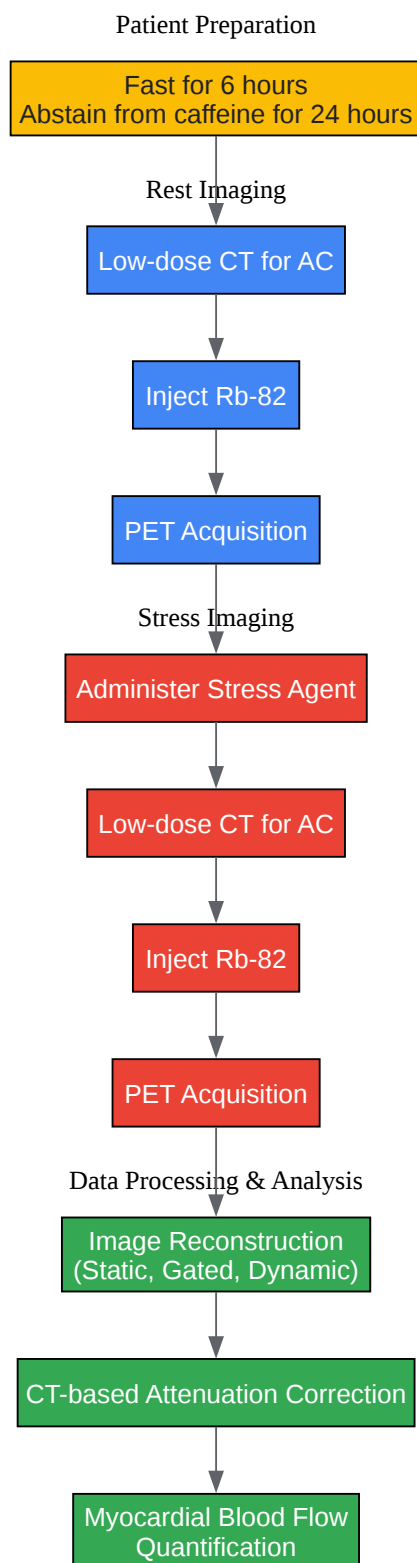 Patient Preparation
Fast for 6 hours
Abstain from caffeine for 24 hours
Rest Imaging
Low-dose CT for AC
Inject Rb-82
PET Acquisition
Stress Imaging
Administer Stress Agent
Low-dose CT for AC
Inject Rb-82
PET Acquisition
Data Processing & Analysis
Image Reconstruction
(Static, Gated, Dynamic)
CT-based Attenuation Correction
Myocardial Blood Flow
Quantification